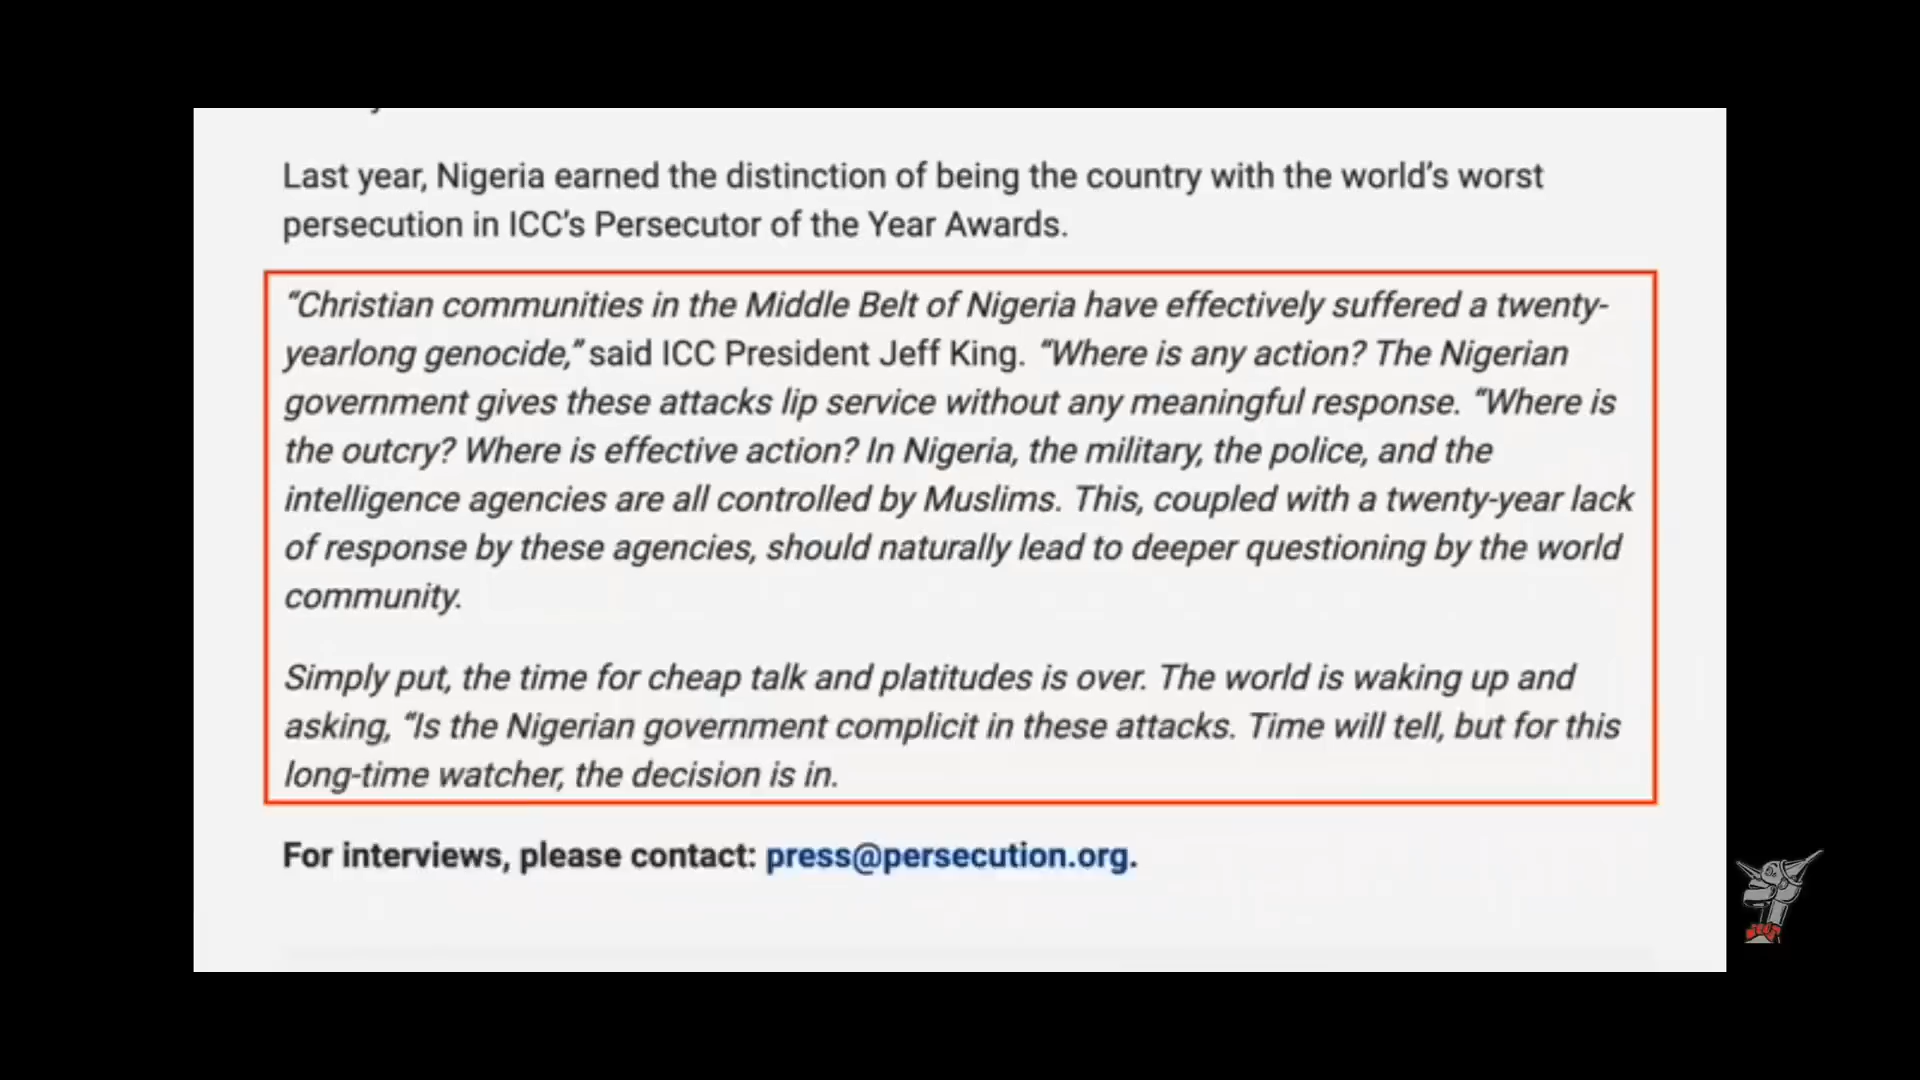 Last year, Nigeria earned the distinction of being the country with the world’s worst
persecution in ICC’s Persecutor of the Year Awards.
“Christian communities in the Middle Belt of Nigeria have effectively suffered a twenty-
yearlong genocide,” said ICC President Jeff King. “Where is any action? The Nigerian
government gives these attacks lip service without any meaningful response. “Where is
the outcry? Where is effective action? In Nigeria, the military, the police, and the
intelligence agencies are all controlled by Muslims. This, coupled with a twenty-year lack
of response by these agencies, should naturally lead to deeper questioning by the world
community.
Simply put, the time for cheap talk and platitudes is over. The world is waking up and
asking, “Is the Nigerian government complicit in these attacks. Time will tell, but for this
long-time watcher, the decision is in.
For interviews, please contact: press@persecution.org.